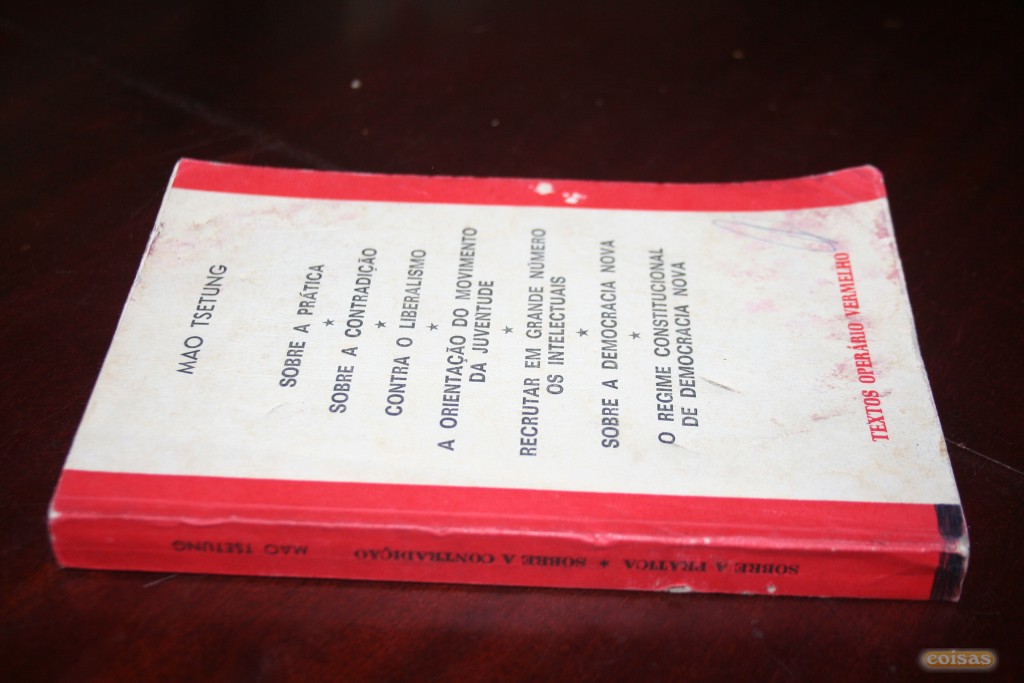 MAO TSETUNG
SOBRE A PRÁTICA
*
SOBRE A CONTRADIÇÃO
*
CONTRA O LIBERALISMO
*
A ORIENTAÇÃO DO MOVIMENTO
DA JUVENTUDE
*
RECRUTAR EM GRANDE NÚMERO
OS INTELECTUAIS
*
SOBRE A DEMOCRACIA NOVA
*
O REGIME CONSTITUCIONAL
DE DEMOCRACIA NOVA
TEXTOS OPERÁRIO VERMELHO
SOBRE A PRÁTICA * SOBRE A CONTRADIÇÃO MAO TSETUNG
coisas